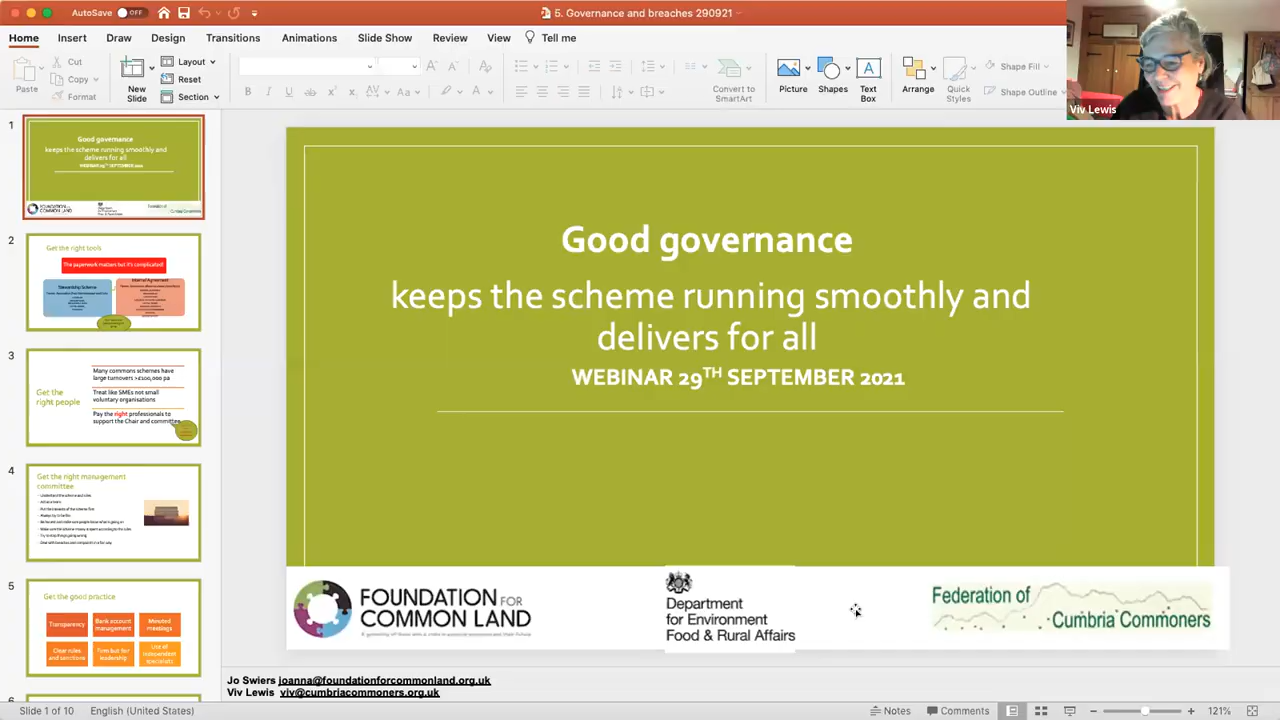 AutoSave OFF
5. Governance and breaches 290921
Home Insert Draw Design Transitions Animations Slide Show Review View Tell me
Paste
Cut
Copy
Format
New Slide
Layout
Reset
Section
Convert to SmartArt
Picture
Shapes
Text Box
Arrange
Quick Styles
Shape Fill
Shape Outline
Viv Lewis
1
Good governance
keeps the scheme running smoothly and
delivers for all
WEBINAR 29TH SEPTEMBER 2021
2
Get the right tools
The paperwork matters but it's complicated!
Stewardship Scheme
Internal Agreement
3
Get the
right people
Many commons schemes have
large turnovers >£100,000 pa
Treat like SMEs not small
voluntary organisations
Pay the right professionals to
support the Chair and committee
4
Get the right management
committee
5
Get the good practice
Transparency
Bank account
management
Minuted
meetings
Clear rules
and sanctions
Firm but fair
leadership
Use of
independent
specialists
6
Good governance
keeps the scheme running smoothly and
delivers for all
WEBINAR 29TH SEPTEMBER 2021
FOUNDATION FOR
COMMON LAND
Department
for Environment
Food & Rural Affairs
Federation of
Cumbria Commoners
Jo Swiers joanna@foundationforcommonland.org.uk
Viv Lewis viv@cumbriacommoners.org.uk
Slide 1 of 10 English (United States) Notes Comments 121%